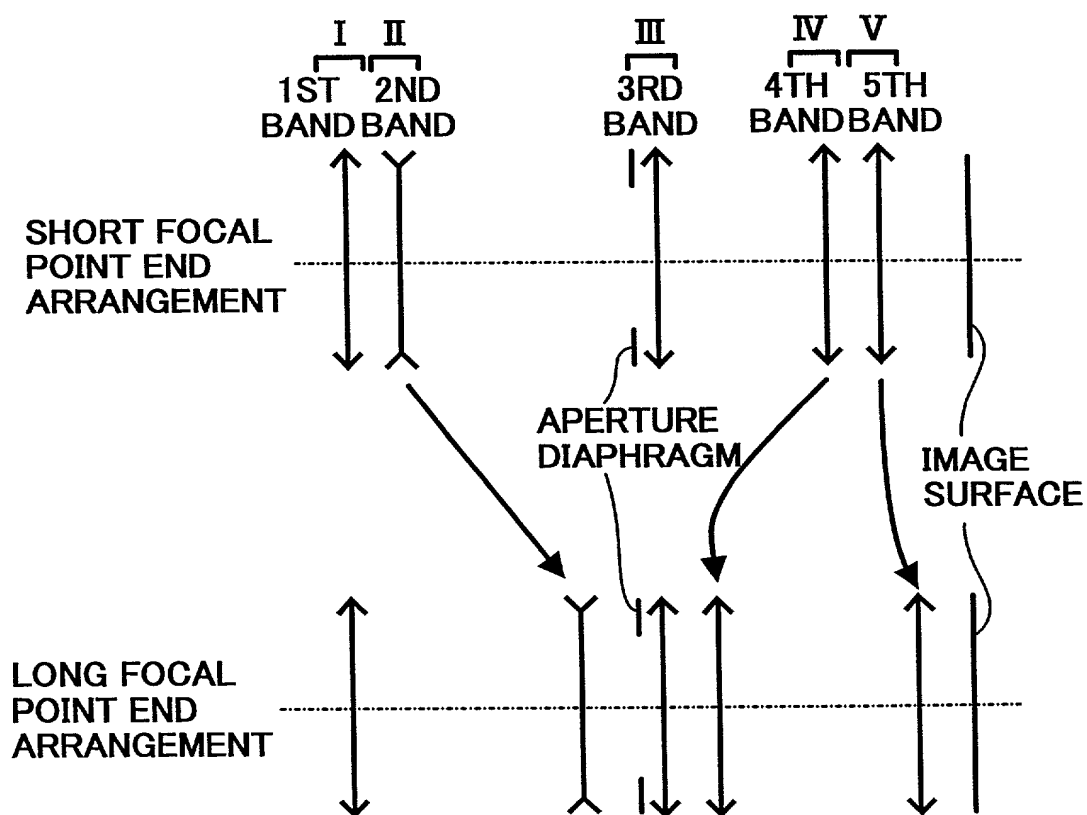 I II III IV V
1ST 2ND 3RD 4TH 5TH
BAND BAND BAND BAND BAND
SHORT FOCAL
POINT END
ARRANGEMENT
APERTURE
DIAPHRAGM
IMAGE
SURFACE
LONG FOCAL
POINT END
ARRANGEMENT